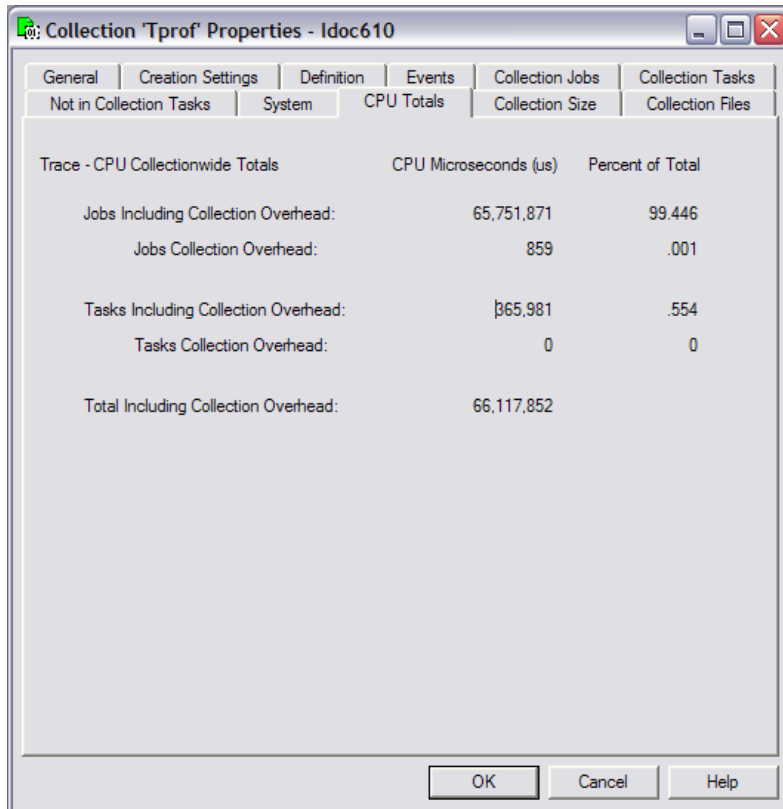 Collection 'Tprof' Properties - Idoc610
General Creation Settings Definition Events Collection Jobs Collection Tasks
Not in Collection Tasks System CPU Totals Collection Size Collection Files
Trace - CPU Collectionwide Totals CPU Microseconds (us) Percent of Total
Jobs Including Collection Overhead: 65,751,871 99.446
Jobs Collection Overhead: 859 .001
Tasks Including Collection Overhead: 365,981 .554
Tasks Collection Overhead: 0 0
Total Including Collection Overhead: 66,117,852
OK Cancel Help